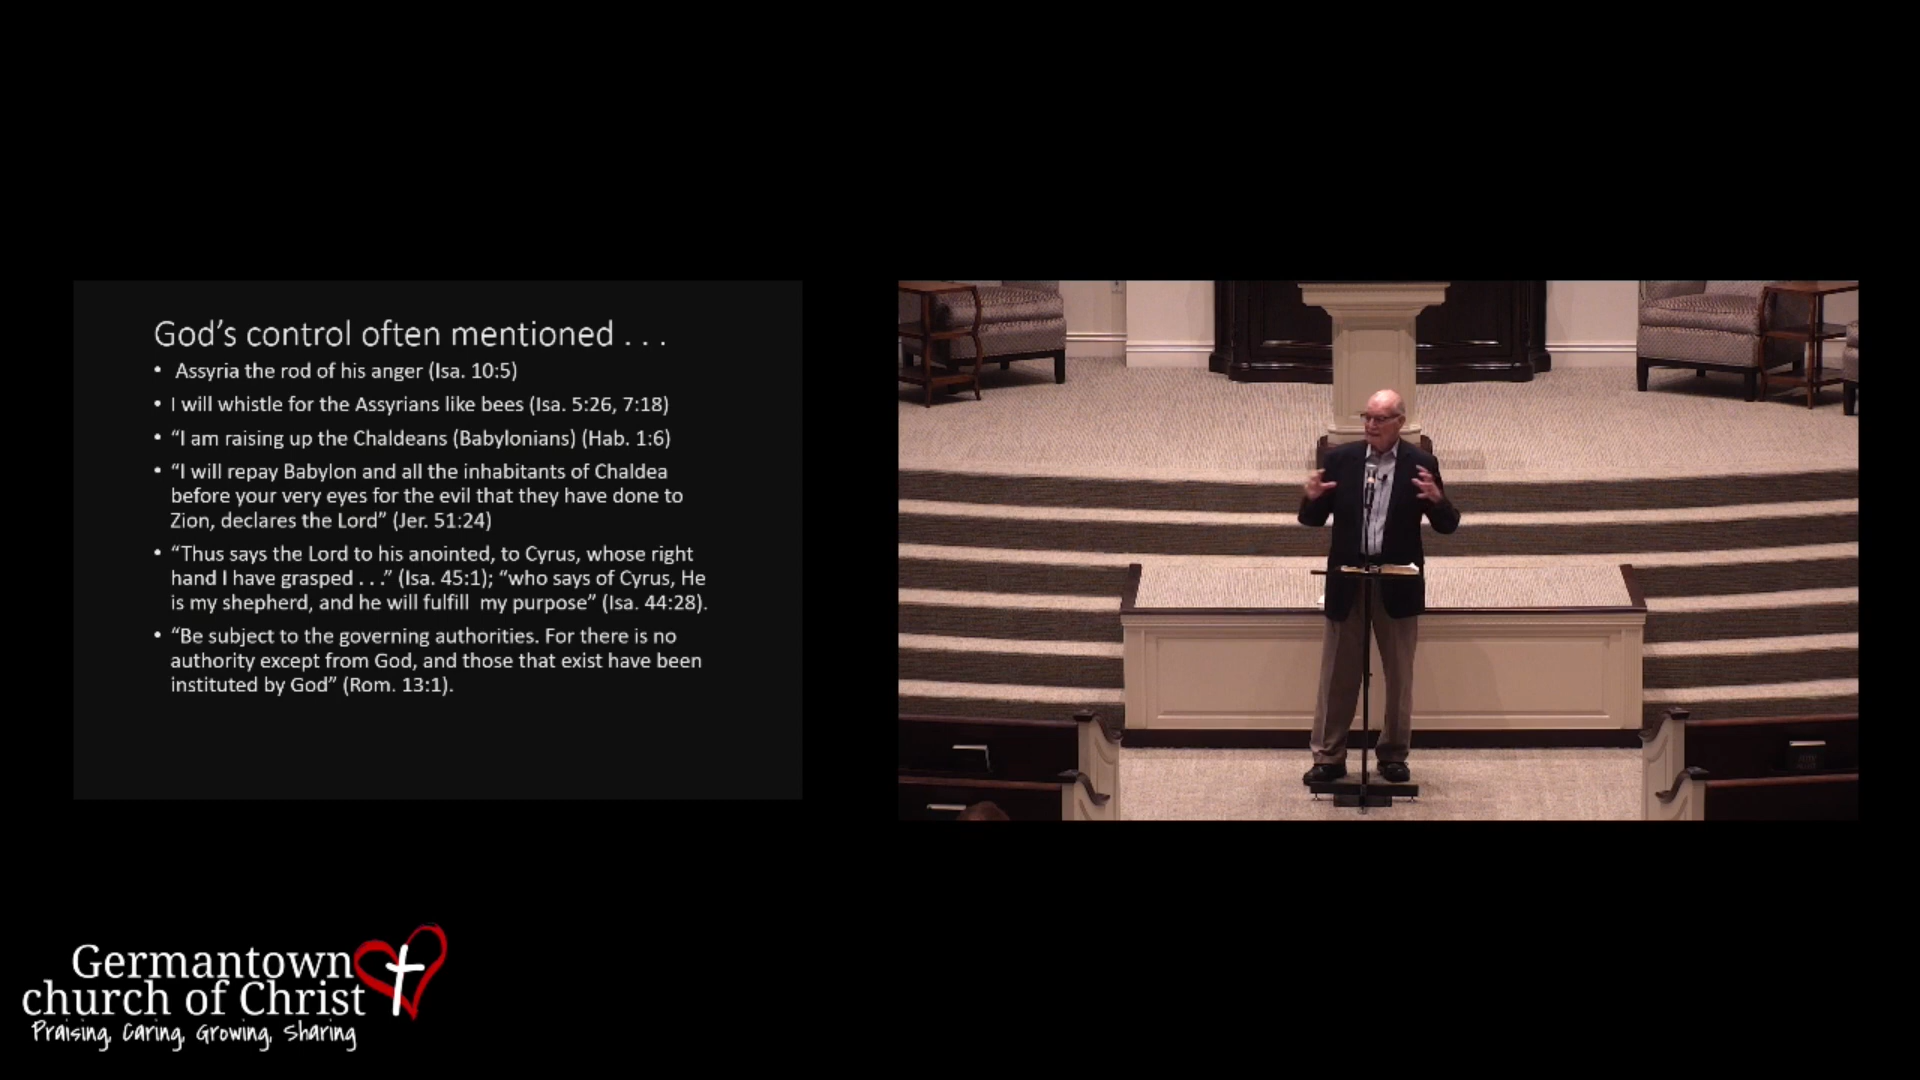 God’s control often mentioned . . .
• Assyria the rod of his anger (Isa. 10:5)
• I will whistle for the Assyrians like bees (Isa. 5:26, 7:18)
• “I am raising up the Chaldeans (Babylonians) (Hab. 1:6)
• “I will repay Babylon and all the inhabitants of Chaldea
before your very eyes for the evil that they have done to
Zion, declares the Lord” (Jer. 51:24)
• “Thus says the Lord to his anointed, to Cyrus, whose right
hand I have grasped . . .” (Isa. 45:1); “who says of Cyrus, He
is my shepherd, and he will fulfill my purpose” (Isa. 44:28).
• “Be subject to the governing authorities. For there is no
authority except from God, and those that exist have been
instituted by God” (Rom. 13:1).
Germantown
church of Christ
Praising, Caring, Growing, Sharing